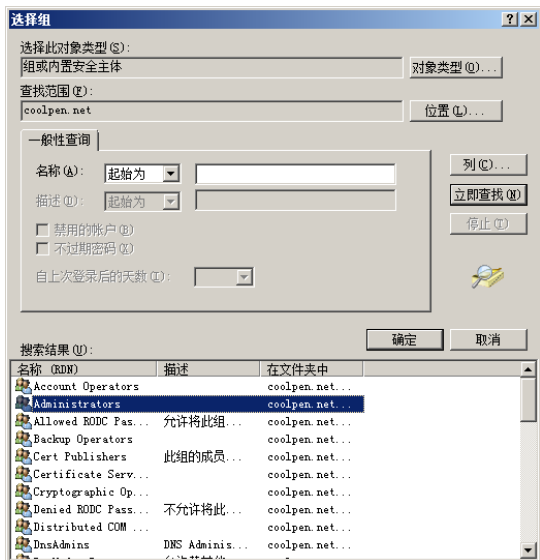 选择组
选择此对象类型(S):
组或内置安全主体
对象类型(O)...
查找范围(F):
coolpen.net
位置(L)...
一般性查询
名称(A): 起始为
列(C)...
描述(D): 起始为
立即查找(N)
禁用的帐户(B)
停止(T)
不过期密码(X)
自上次登录后的天数(I):
确定 取消
搜索结果(U):
名称 (RDN) 描述 在文件夹中
Account Operators coolpen.net...
Administrators coolpen.net...
Allowed RODC Pas... 允许将此组... coolpen.net...
Backup Operators coolpen.net...
Cert Publishers 此组的成员... coolpen.net...
Certificate Serv... coolpen.net...
Cryptographic Op... coolpen.net...
Denied RODC Pass... 不允许将此... coolpen.net...
Distributed COM ... coolpen.net...
DnsAdmins DNS Adminis... coolpen.net...